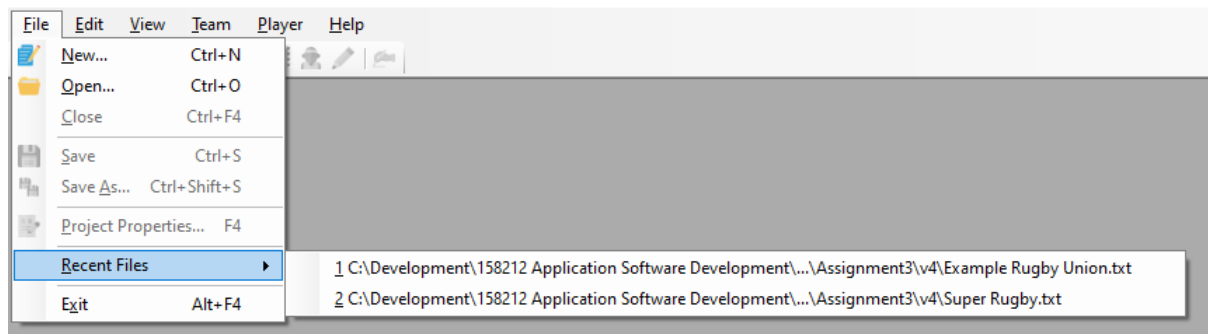 File Edit View Team Player Help
New... Ctrl+N
Open... Ctrl+O
Close Ctrl+F4
Save Ctrl+S
Save As... Ctrl+Shift+S
Project Properties... F4
Recent Files
1 C:\Development\158212 Application Software Development\...\Assignment3\v4\Example Rugby Union.txt
2 C:\Development\158212 Application Software Development\...\Assignment3\v4\Super Rugby.txt
Exit Alt+F4